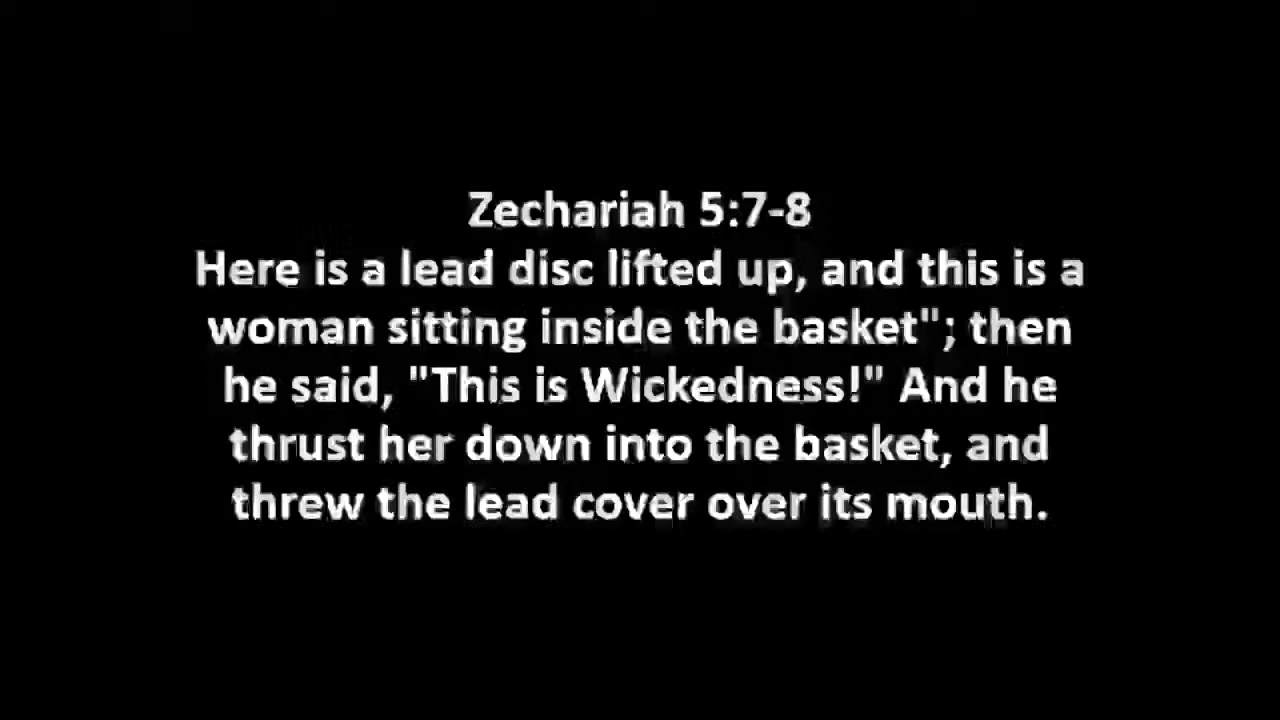 Zechariah 5:7-8
Here is a lead disc lifted up, and this is a
woman sitting inside the basket"; then
he said, "This is Wickedness!" And he
thrust her down into the basket, and
threw the lead cover over its mouth.